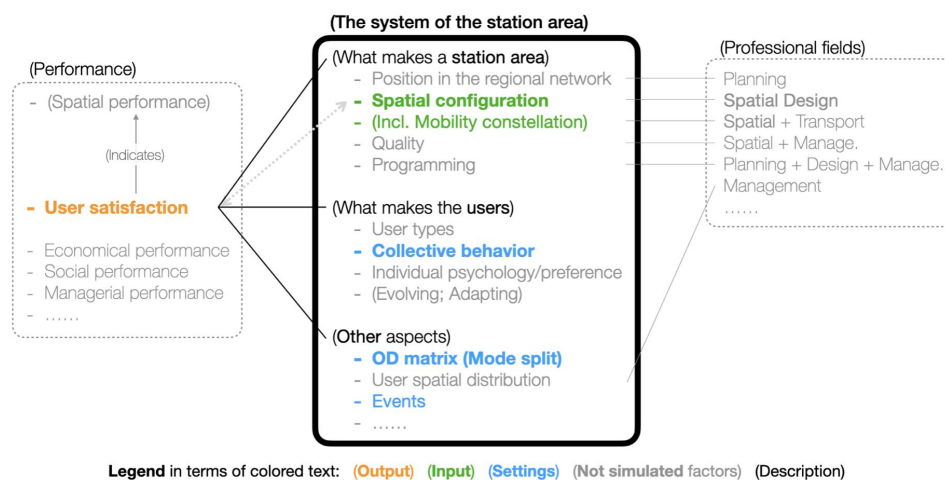 (The system of the station area)
(Performance)
- (Spatial performance)
(Indicates)
- User satisfaction
- Economical performance
- Social performance
- Managerial performance
- ......
(What makes a station area)
- Position in the regional network
- Spatial configuration
- (Incl. Mobility constellation)
- Quality
- Programming
(What makes the users)
- User types
- Collective behavior
- Individual psychology/preference
- (Evolving; Adapting)
(Other aspects)
- OD matrix (Mode split)
- User spatial distribution
- Events
- ......
(Professional fields)
Planning
Spatial Design
Spatial + Transport
Spatial + Manage.
Planning + Design + Manage.
Management
......
Legend in terms of colored text: (Output) (Input) (Settings) (Not simulated factors) (Description)